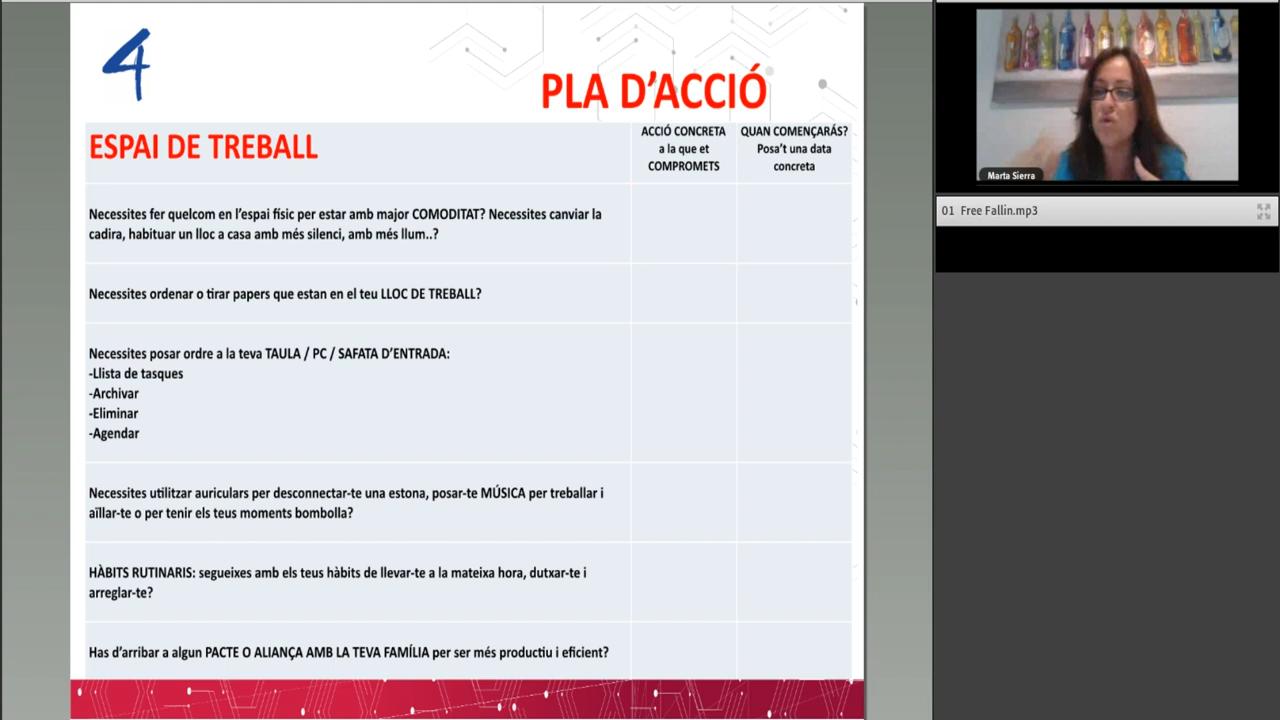 4
PLA D'ACCIÓ
ESPAI DE TREBALL
ACCIÓ CONCRETA
a la que et
COMPROMETS
QUAN COMENÇARÁS?
Posa't una data
concreta
Necessites fer quelcom en l'espai físic per estar amb major COMODITAT? Necessites canviar la
cadira, habituar un lloc a casa amb més silenci, amb més llum..?
Necessites ordenar o tirar papers que estan en el teu LLOC DE TREBALL?
Necessites posar ordre a la teva TAULA / PC / SAFATA D'ENTRADA:
-Llista de tasques
-Archivar
-Eliminar
-Agendar
Necessites utilitzar auriculars per desconnectar-te una estona, posar-te MÚSICA per treballar i
aïllar-te o per tenir els teus moments bombolla?
HÀBITS RUTINARIS: segueixes amb els teus hàbits de llevar-te a la mateixa hora, dutxar-te i
arreglar-te?
Has d'arribar a algun PACTE O ALIANÇA AMB LA TEVA FAMÍLIA per ser més productiu i eficient?
Marta Sierra
01 Free Fallin.mp3